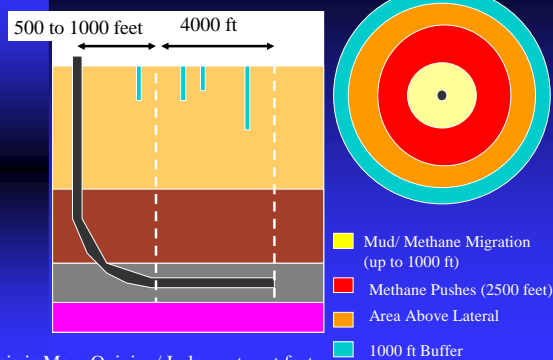 500 to 1000 feet
4000 ft
Mud/ Methane Migration
(up to 1000 ft)
Methane Pushes (2500 feet)
Area Above Lateral
1000 ft Buffer